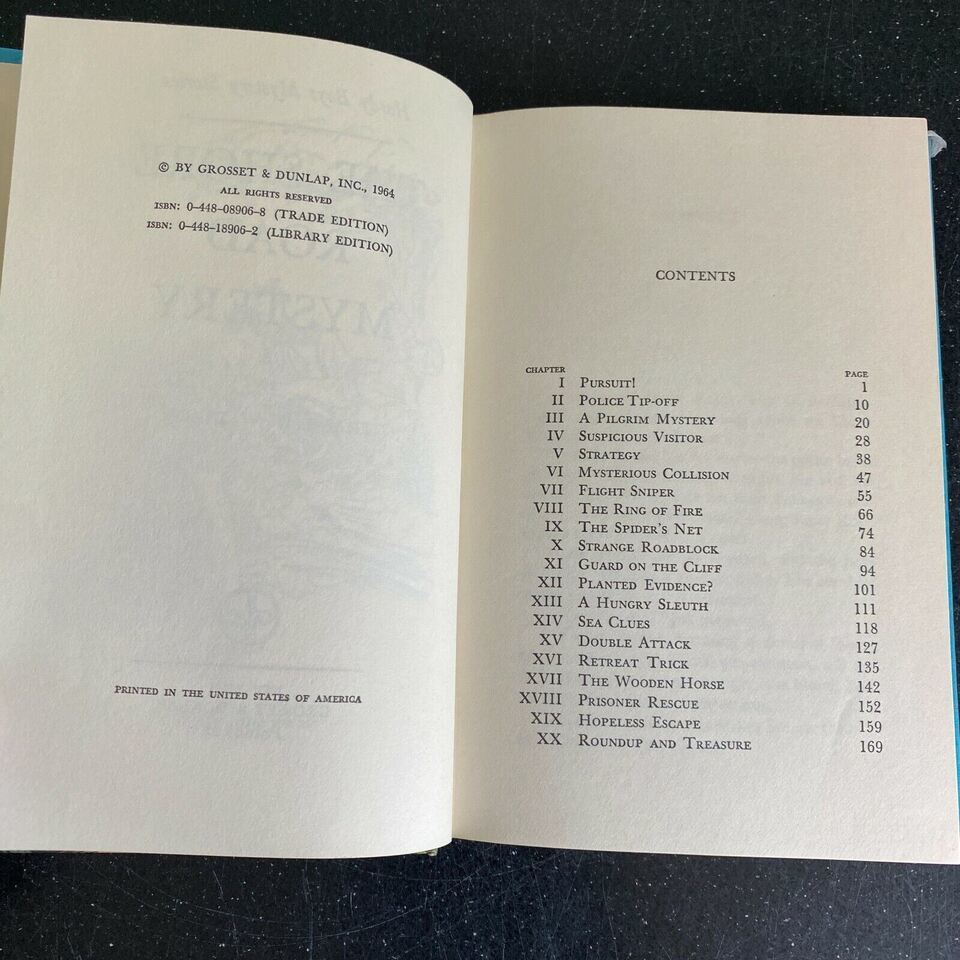 © BY GROSSET & DUNLAP, INC., 1964
ALL RIGHTS RESERVED
ISBN: 0-448-08906-8 (TRADE EDITION)
ISBN: 0-448-18906-2 (LIBRARY EDITION)
PRINTED IN THE UNITED STATES OF AMERICA
CONTENTS
CHAPTER PAGE
I PURSUIT! 1
II POLICE TIP-OFF 10
III A PILGRIM MYSTERY 20
IV SUSPICIOUS VISITOR 28
V STRATEGY 38
VI MYSTERIOUS COLLISION 47
VII FLIGHT SNIPER 55
VIII THE RING OF FIRE 66
IX THE SPIDER'S NET 74
X STRANGE ROADBLOCK 84
XI GUARD ON THE CLIFF 94
XII PLANTED EVIDENCE? 101
XIII A HUNGRY SLEUTH 111
XIV SEA CLUES 118
XV DOUBLE ATTACK 127
XVI RETREAT TRICK 135
XVII THE WOODEN HORSE 142
XVIII PRISONER RESCUE 152
XIX HOPELESS ESCAPE 159
XX ROUNDUP AND TREASURE 169